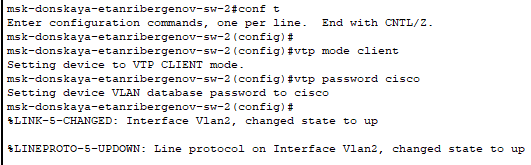 msk-donskaya-etanribergenov-sw-2#conf t
Enter configuration commands, one per line.  End with CNTL/Z.
msk-donskaya-etanribergenov-sw-2(config)#
msk-donskaya-etanribergenov-sw-2(config)#vtp mode client
Setting device to VTP CLIENT mode.
msk-donskaya-etanribergenov-sw-2(config)#vtp password cisco
Setting device VLAN database password to cisco
msk-donskaya-etanribergenov-sw-2(config)#
%LINK-5-CHANGED: Interface Vlan2, changed state to up
%LINEPROTO-5-UPDOWN: Line protocol on Interface Vlan2, changed state to up